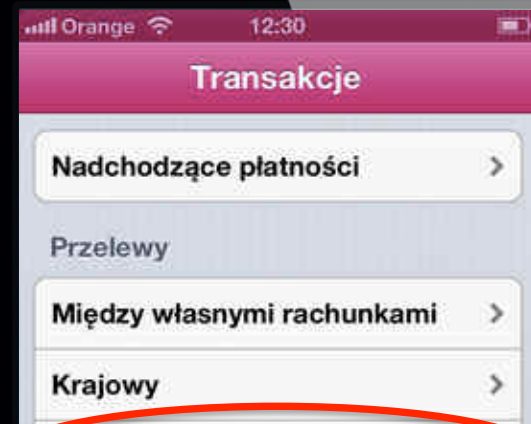 Orange 12:30
Transakcje
Nadchodzące płatności
Przelewy
Między własnymi rachunkami
Krajowy